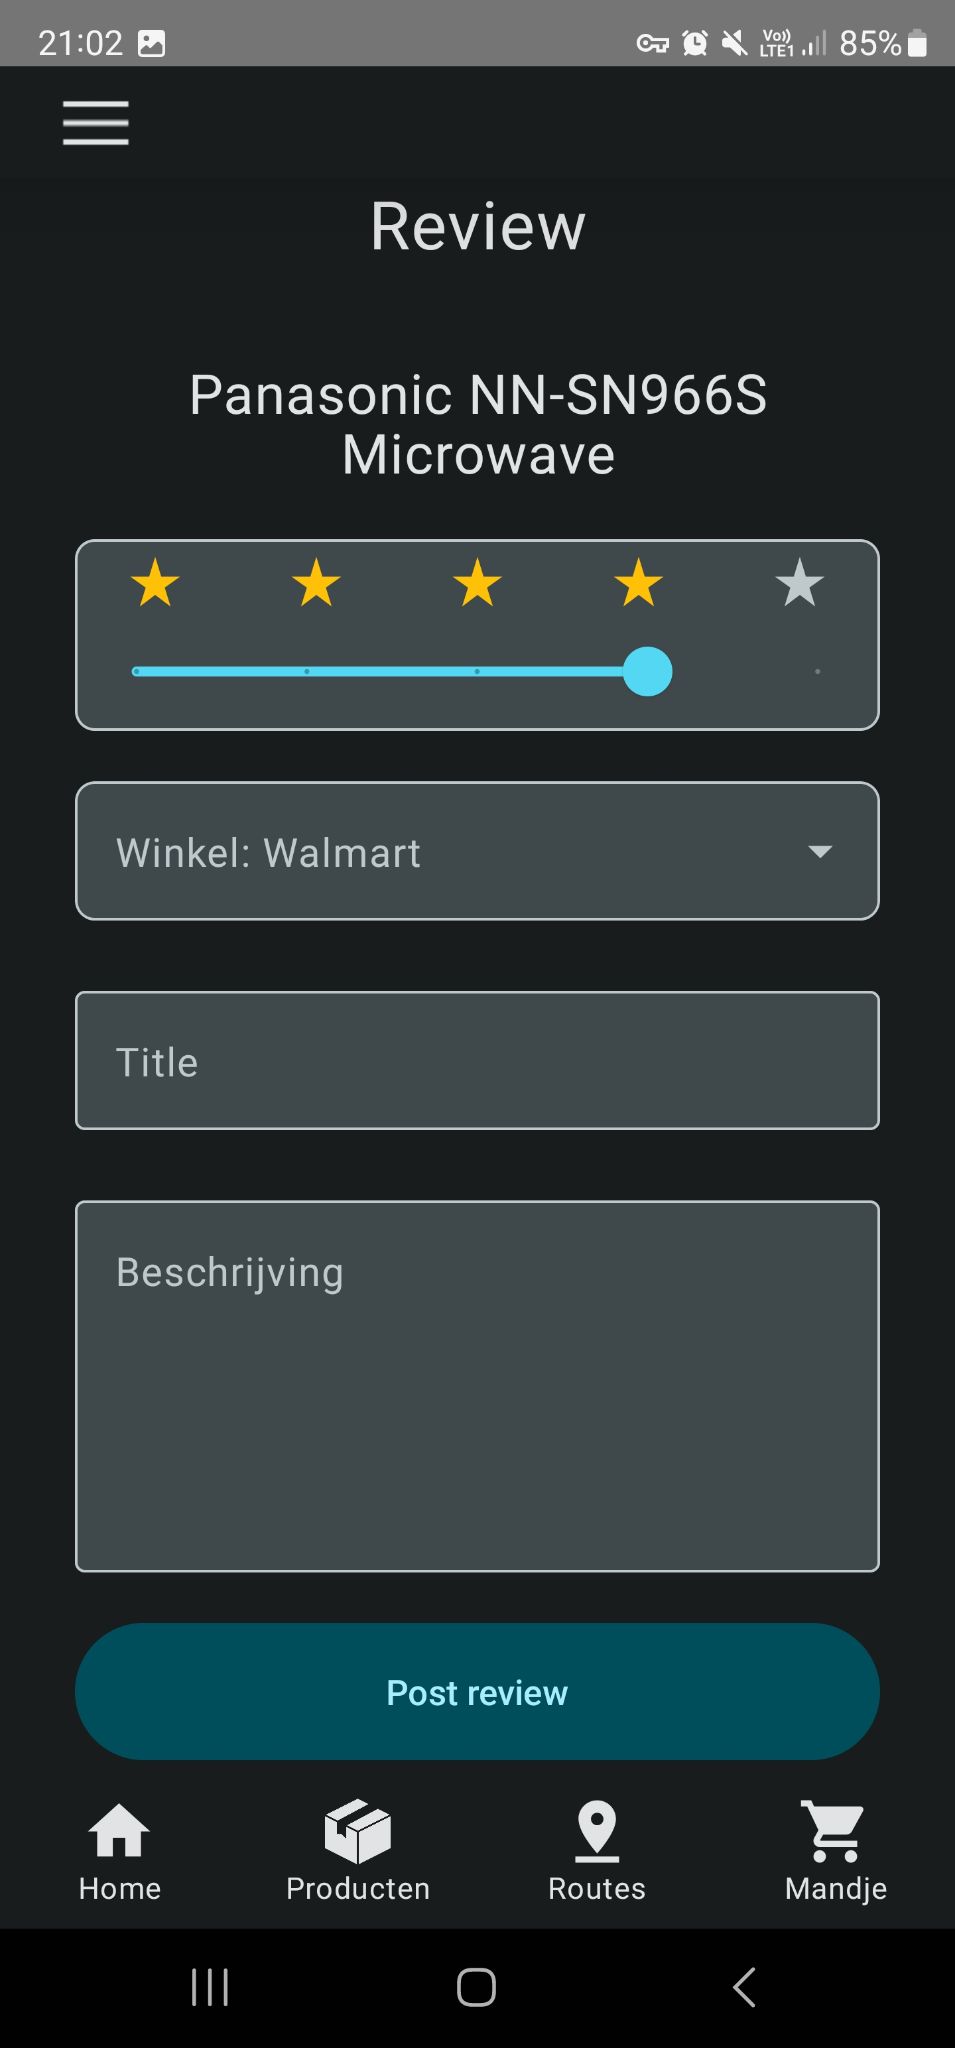 21:02
Vo))
LTE1
85%
Review
Panasonic NN-SN966S
Microwave
Winkel: Walmart
Title
Beschrijving
Post review
Home
Producten
Routes
Mandje